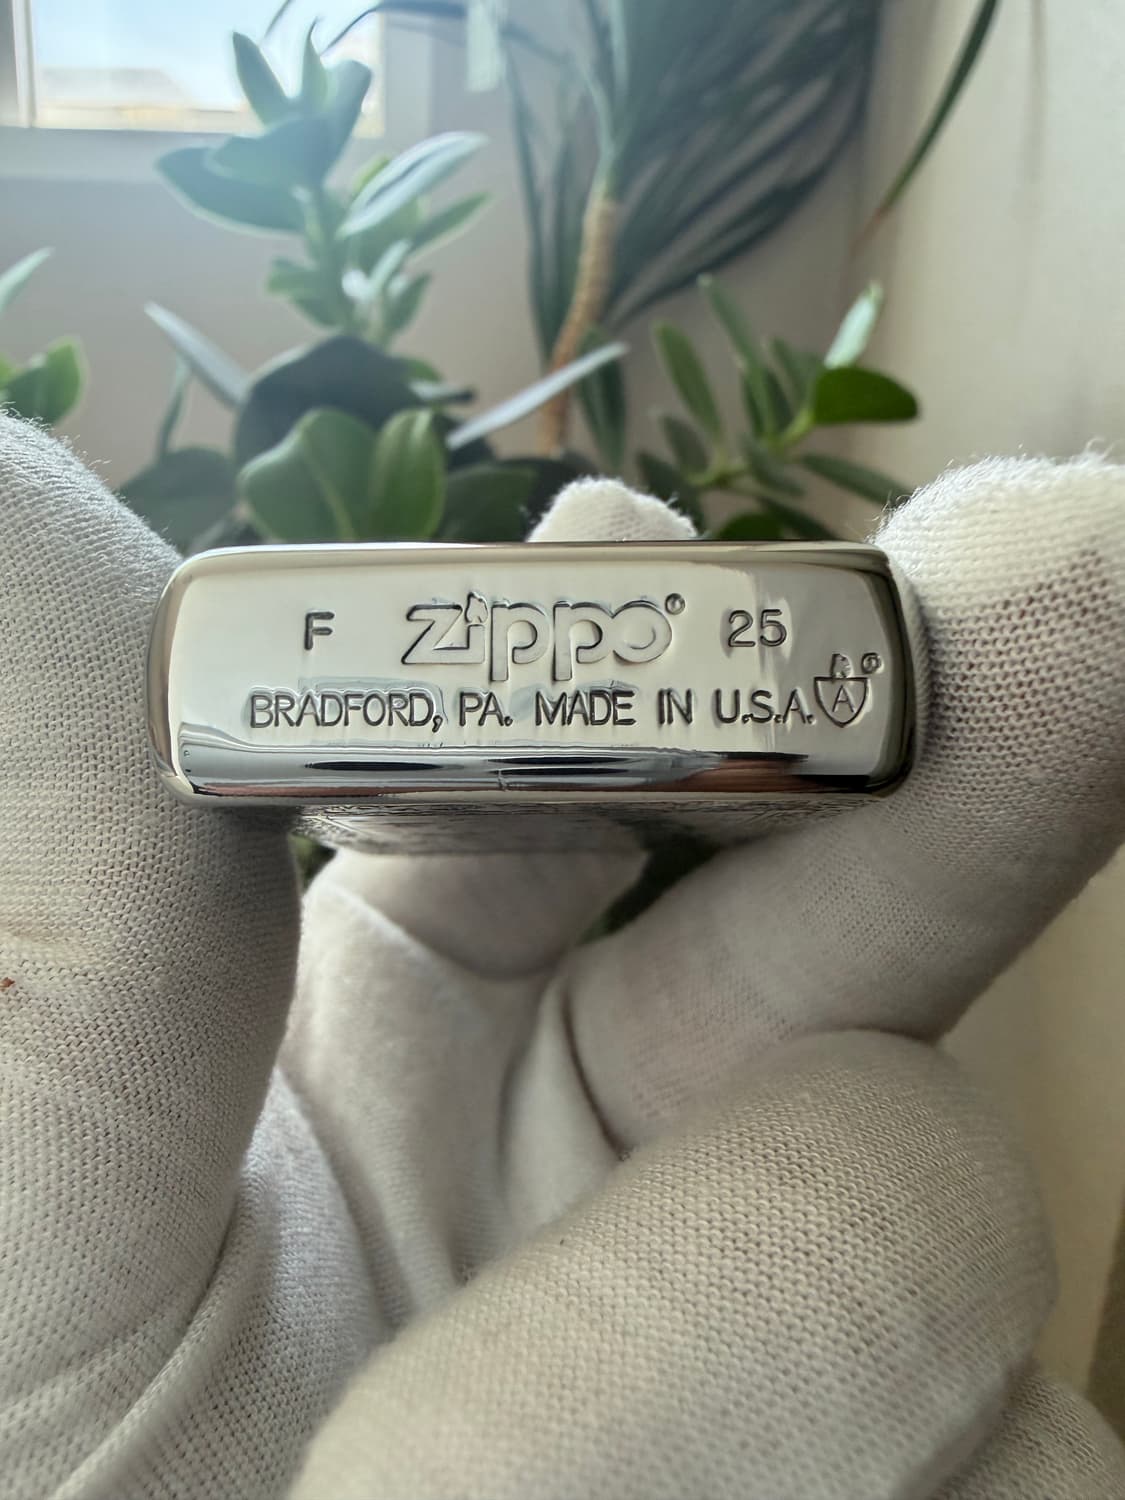 F zippo® 25
BRADFORD, PA. MADE IN U.S.A. A ®